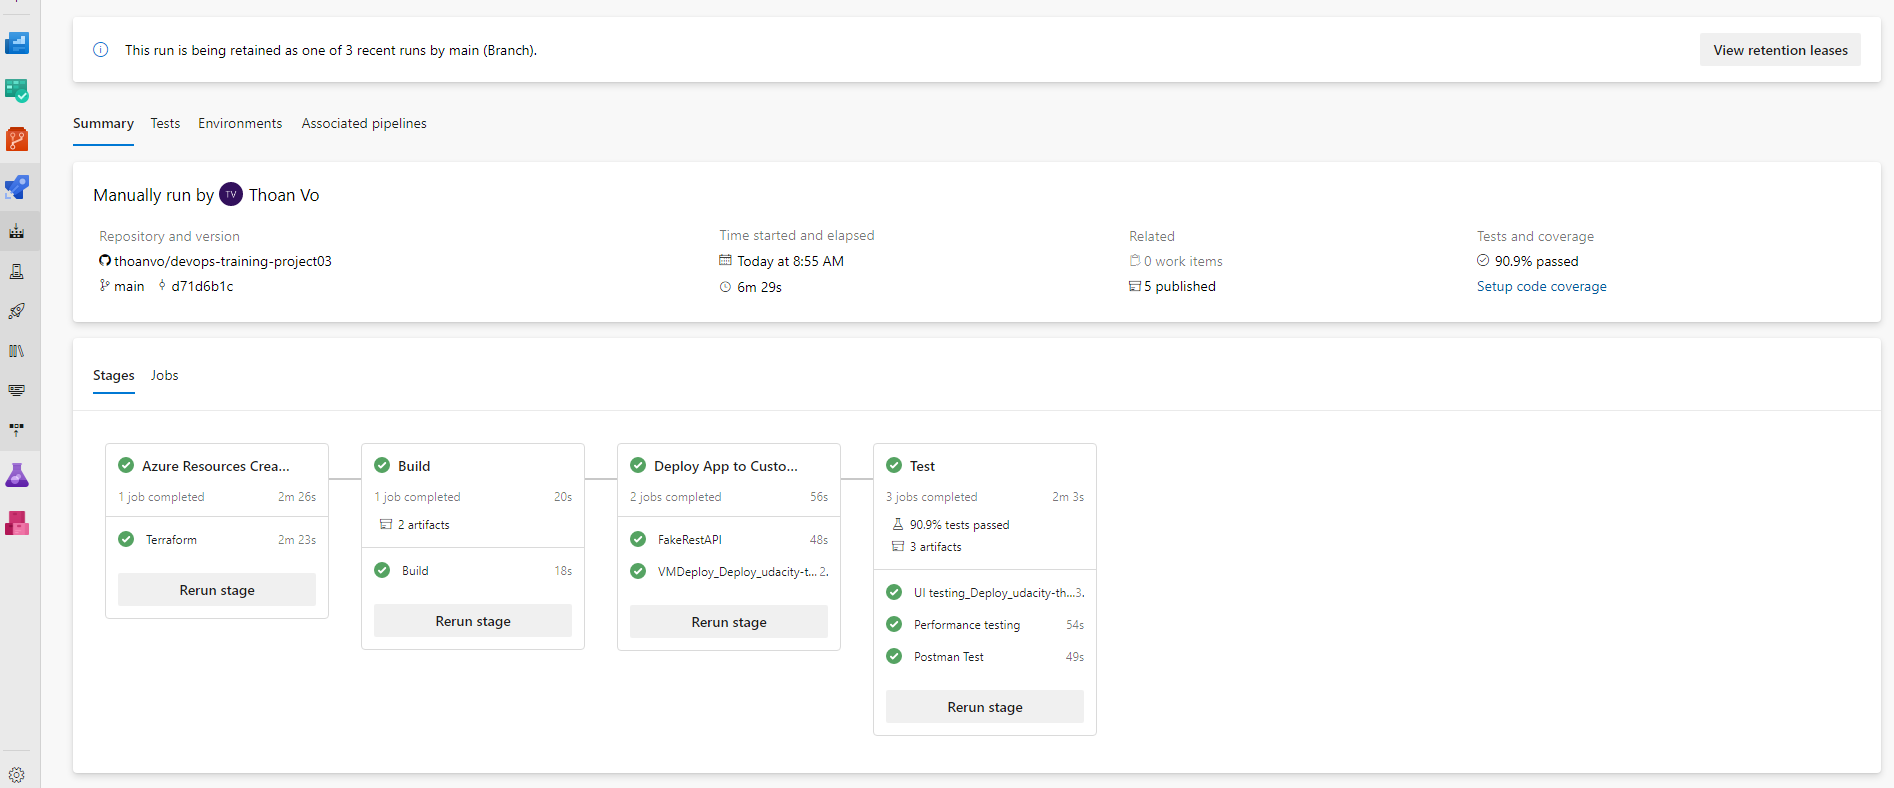 This run is being retained as one of 3 recent runs by main (Branch).
View retention leases
Summary Tests Environments Associated pipelines
Manually run by TV Thoan Vo
Repository and version
thoanvo/devops-training-project03
main d71d6b1c
Time started and elapsed
Today at 8:55 AM
6m 29s
Related
0 work items
5 published
Tests and coverage
90.9% passed
Setup code coverage
Stages Jobs
Azure Resources Crea...
1 job completed 2m 26s
Terraform 2m 23s
Rerun stage
Build
1 job completed 20s
2 artifacts
Build 18s
Rerun stage
Deploy App to Custo...
2 jobs completed 56s
FakeRestAPI 48s
VMDeploy_Deploy_udacity-t... 2.
Rerun stage
Test
3 jobs completed 2m 3s
90.9% tests passed
3 artifacts
UI testing_Deploy_udacity-th...3.
Performance testing 54s
Postman Test 49s
Rerun stage